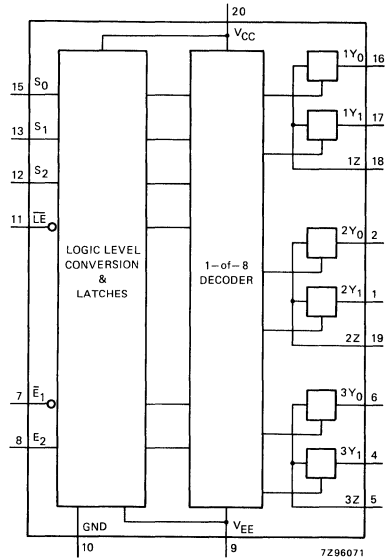 20
VCC
15 S0
13 S1
12 S2
11 L̅E̅
7 E̅1
8 E2
LOGIC LEVEL
CONVERSION
&
LATCHES
1-of-8
DECODER
1Y0 16
1Y1 17
1Z 18
2Y0 2
2Y1 1
2Z 19
3Y0 6
3Y1 4
3Z 5
GND
VEE
10
9
7Z96071